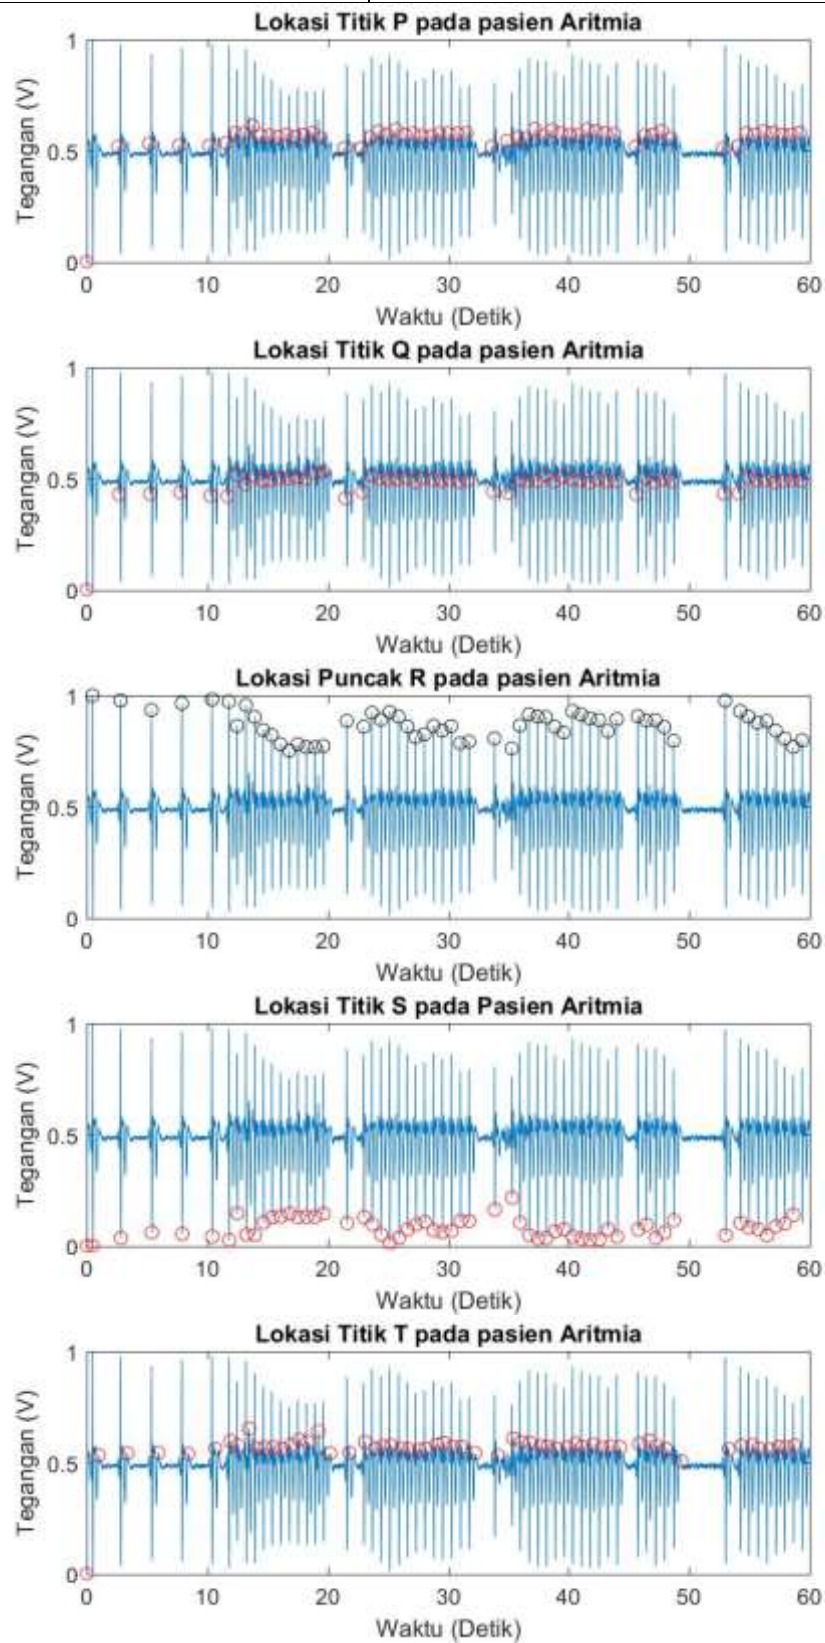 Lokasi Titik P pada pasien Aritmia
1
0.5
0
Tegangan (V)
0 10 20 30 40 50 60
Waktu (Detik)
Lokasi Titik Q pada pasien Aritmia
1
0.5
0
Tegangan (V)
0 10 20 30 40 50 60
Waktu (Detik)
Lokasi Puncak R pada pasien Aritmia
1
0.5
0
Tegangan (V)
0 10 20 30 40 50 60
Waktu (Detik)
Lokasi Titik S pada Pasien Aritmia
1
0.5
0
Tegangan (V)
0 10 20 30 40 50 60
Waktu (Detik)
Lokasi Titik T pada pasien Aritmia
1
0.5
0
Tegangan (V)
0 10 20 30 40 50 60
Waktu (Detik)